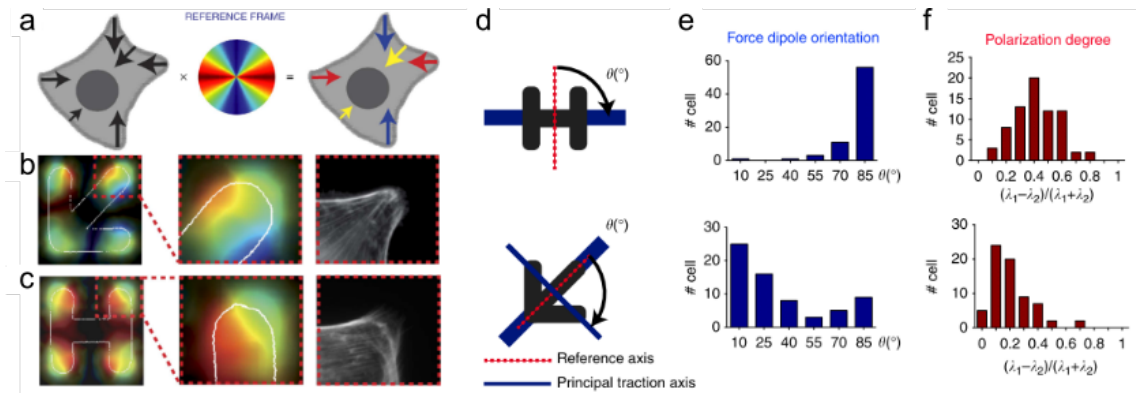 a
REFERENCE FRAME
× =
b
c
d
θ(°)
θ(°)
Reference axis
Principal traction axis
e
Force dipole orientation
# cell
60
40
20
0
10 25 40 55 70 85 θ(°)
# cell
30
20
10
0
10 25 40 55 70 85 θ(°)
f
Polarization degree
# cell
25
20
15
10
5
0
0 0.2 0.4 0.6 0.8 1
(λ₁−λ₂)/(λ₁+λ₂)
# cell
30
20
10
0
0 0.2 0.4 0.6 0.8 1
(λ₁−λ₂)/(λ₁+λ₂)